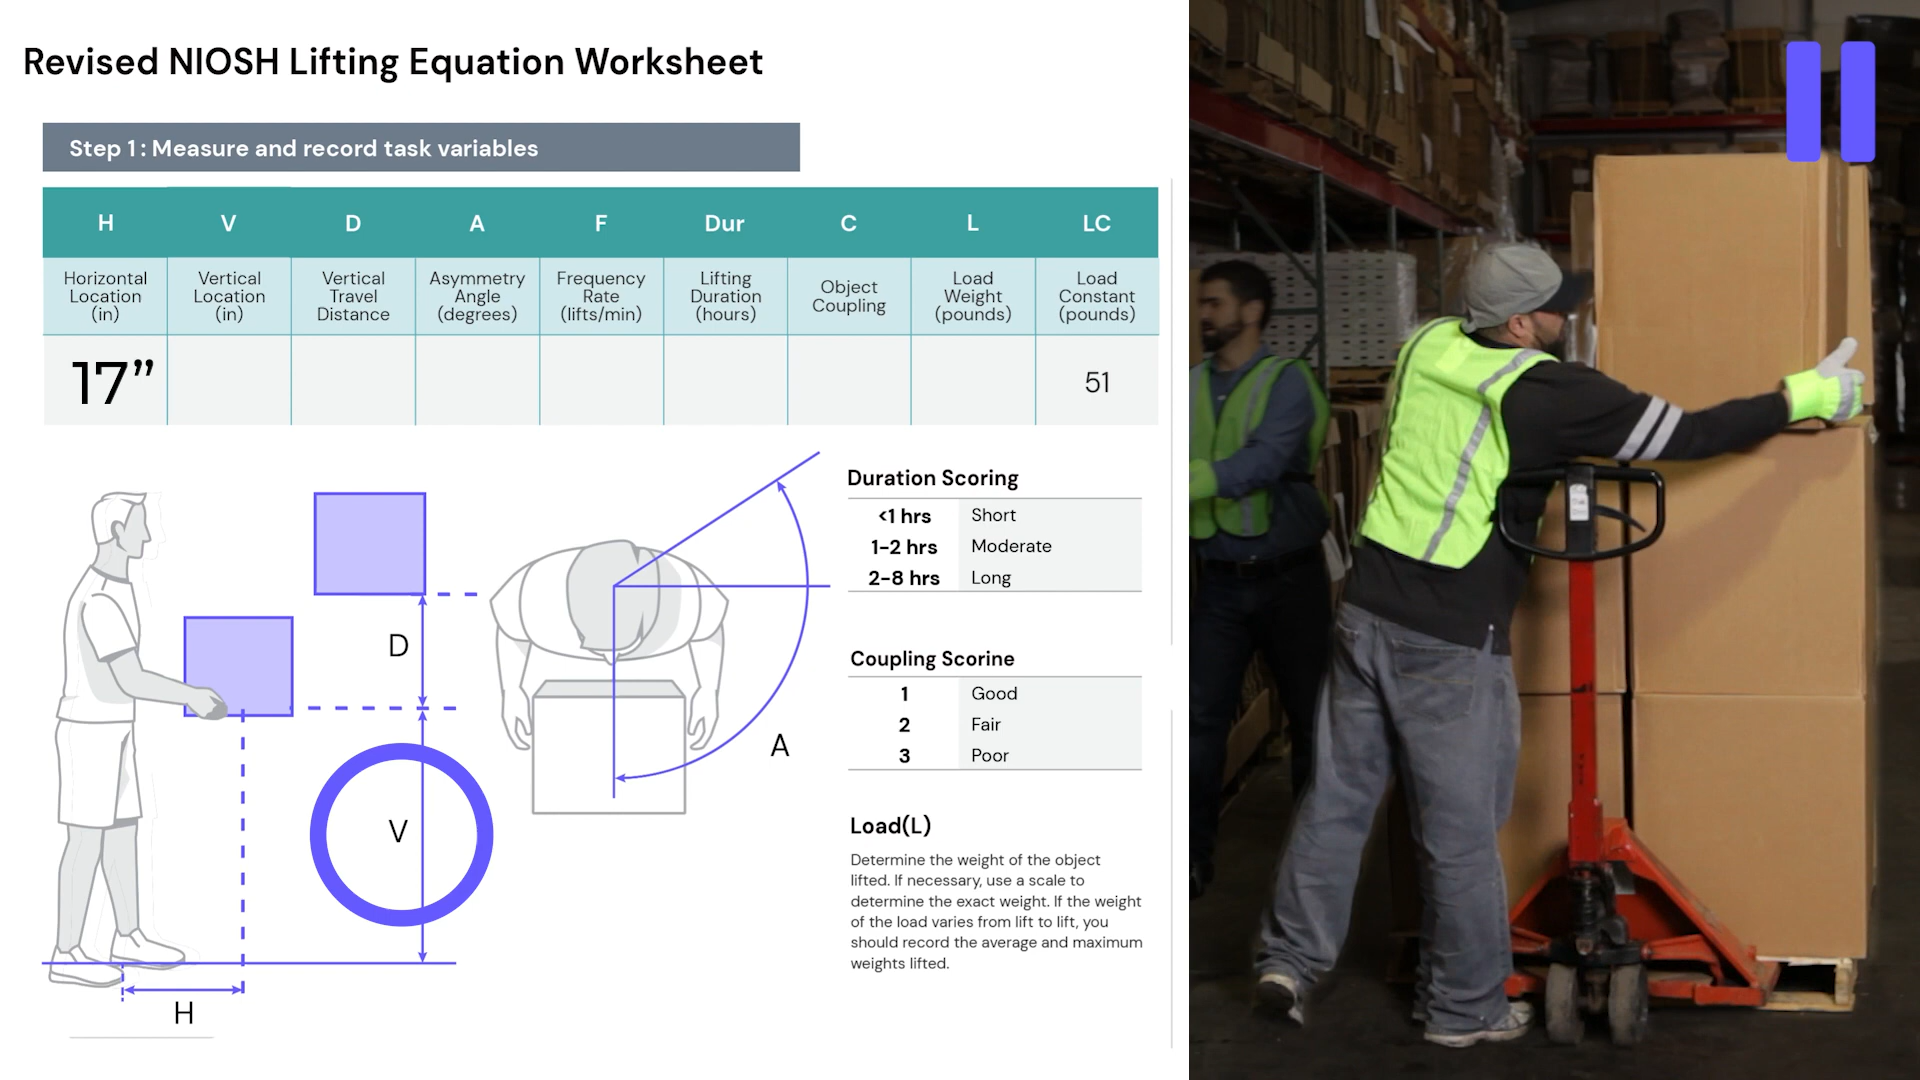 Revised NIOSH Lifting Equation Worksheet
Step 1: Measure and record task variables
H V D A F Dur C L LC
Horizontal Location (in)
Vertical Location (in)
Vertical Travel Distance
Asymmetry Angle (degrees)
Frequency Rate (lifts/min)
Lifting Duration (hours)
Object Coupling
Load Weight (pounds)
Load Constant (pounds)
17”
51
D
V
H
A
Duration Scoring
<1 hrs Short
1-2 hrs Moderate
2-8 hrs Long
Coupling Scorine
1 Good
2 Fair
3 Poor
Load(L)
Determine the weight of the object
lifted. If necessary, use a scale to
determine the exact weight. If the weight
of the load varies from lift to lift, you
should record the average and maximum
weights lifted.